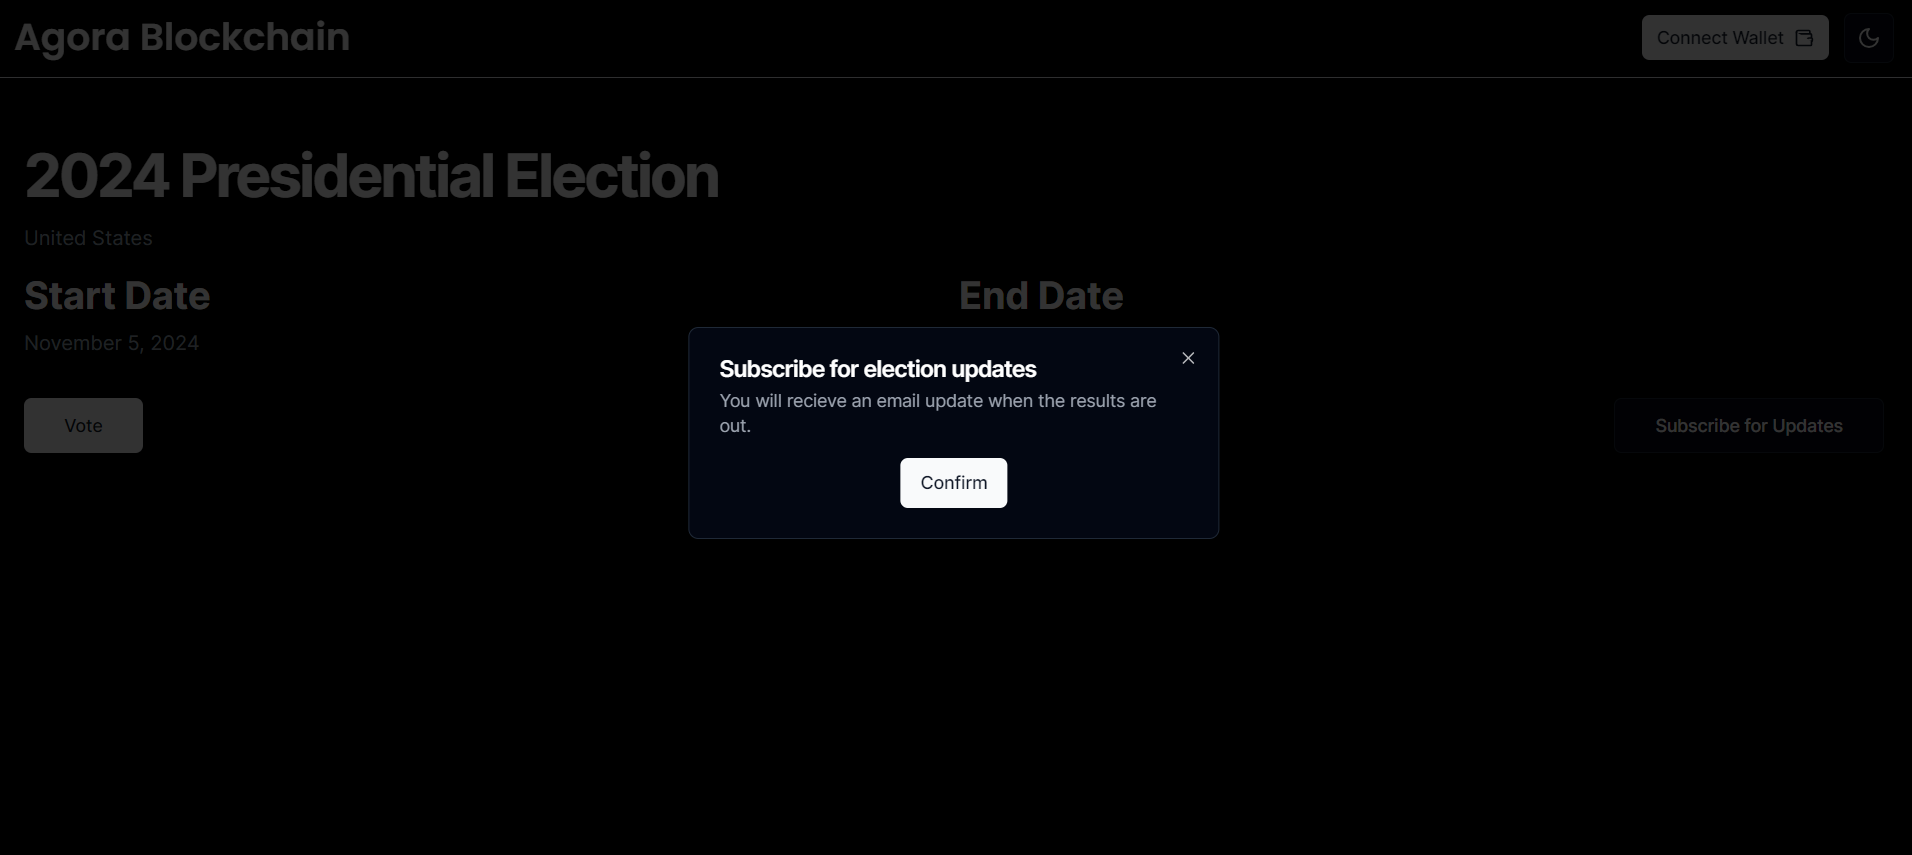 Agora Blockchain
Connect Wallet
2024 Presidential Election
United States
Start Date
End Date
November 5, 2024
Subscribe for election updates
You will recieve an email update when the results are
out.
Confirm
Vote
Subscribe for Updates